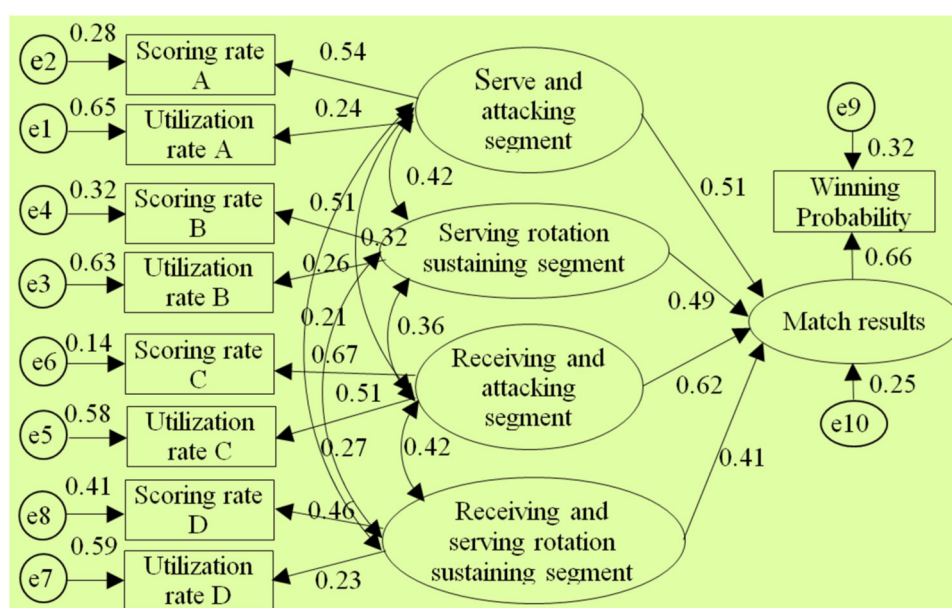 0.28
e2
Scoring rate
A
0.54
Serve and
attacking
segment
0.65
e1
Utilization
rate A
0.24
e9
0.32
Winning
Probability
0.42
0.51
0.32
e4
Scoring rate
B
0.51
0.32
Serving rotation
sustaining segment
0.66
0.63
e3
Utilization
rate B
0.26
0.49
0.21
0.36
Match results
0.14
e6
Scoring rate
C
0.67
Receiving and
attacking
segment
0.62
0.25
e10
0.58
e5
Utilization
rate C
0.51
0.27
0.42
0.41
0.41
e8
Scoring rate
D
0.46
Receiving and
serving rotation
sustaining segment
0.59
e7
Utilization
rate D
0.23